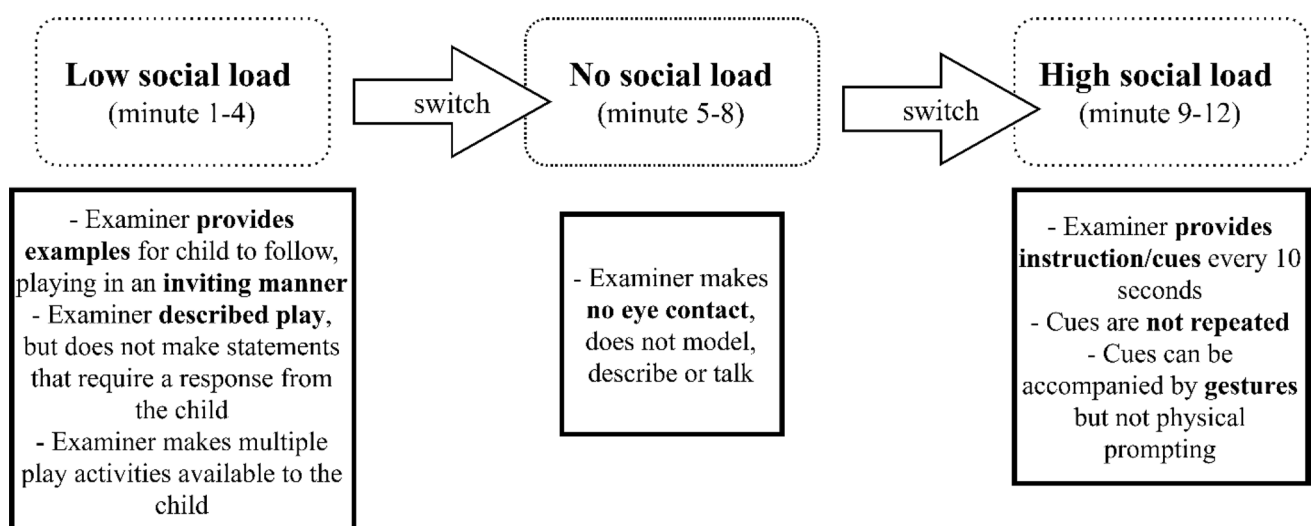 Low social load
(minute 1-4)
switch
No social load
(minute 5-8)
switch
High social load
(minute 9-12)
- Examiner provides
examples for child to follow,
playing in an inviting manner
- Examiner described play,
but does not make statements
that require a response from
the child
- Examiner makes multiple
play activities available to the
child
- Examiner makes
no eye contact,
does not model,
describe or talk
- Examiner provides
instruction/cues every 10
seconds
- Cues are not repeated
- Cues can be
accompanied by gestures
but not physical
prompting